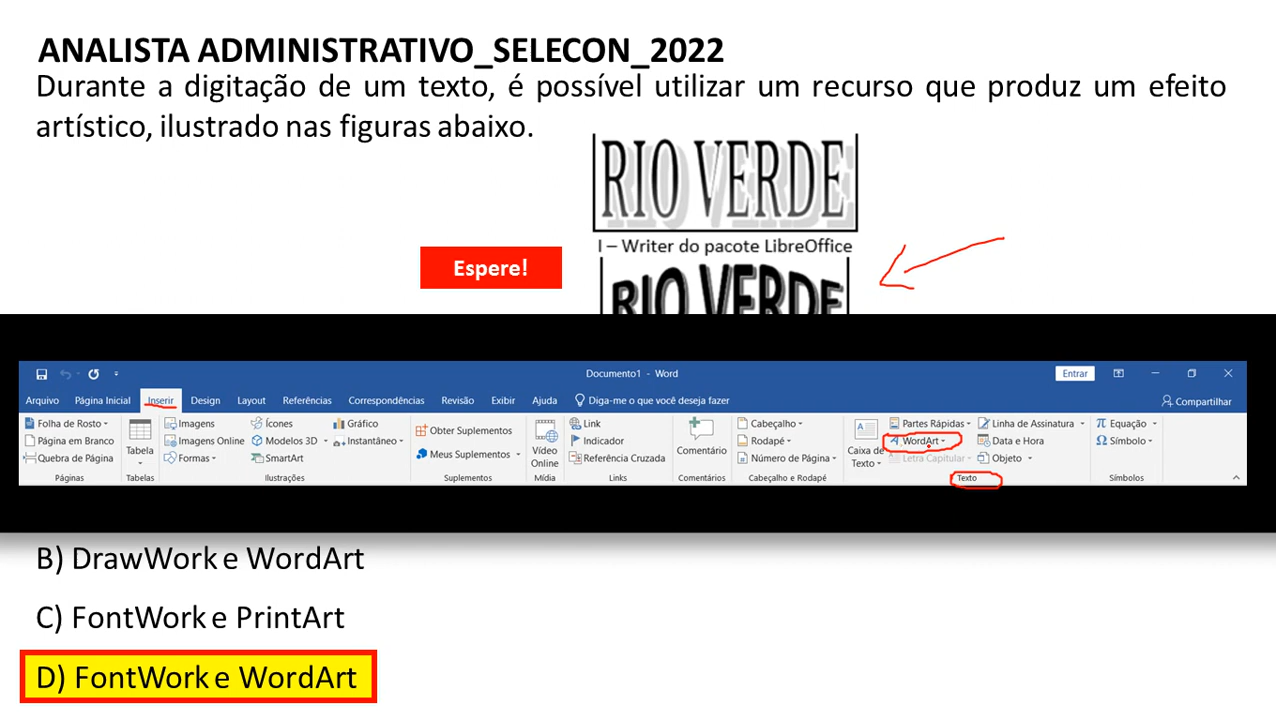 ANALISTA ADMINISTRATIVO_SELECON_2022
Durante a digitação de um texto, é possível utilizar um recurso que produz um efeito
artístico, ilustrado nas figuras abaixo.
RIO VERDE
I – Writer do pacote LibreOffice
Espere!
RIO VERDE
Documento1 - Word
Entrar
Arquivo Página Inicial Inserir Design Layout Referências Correspondências Revisão Exibir Ajuda Diga-me o que você deseja fazer Compartilhar
Folha de Rosto
Página em Branco
Quebra de Página
Páginas
Tabela
Tabelas
Imagens
Imagens Online
Formas
Ícones
Modelos 3D
SmartArt
Gráfico
Instantâneo
Ilustrações
Obter Suplementos
Meus Suplementos
Suplementos
Vídeo
Online
Mídia
Link
Indicador
Referência Cruzada
Links
Comentário
Comentários
Cabeçalho
Rodapé
Número de Página
Cabeçalho e Rodapé
Caixa de
Texto
Partes Rápidas
WordArt
Letra Capitular
Linha de Assinatura
Data e Hora
Objeto
Texto
Equação
Símbolo
Símbolos
B) DrawWork e WordArt
C) FontWork e PrintArt
D) FontWork e WordArt